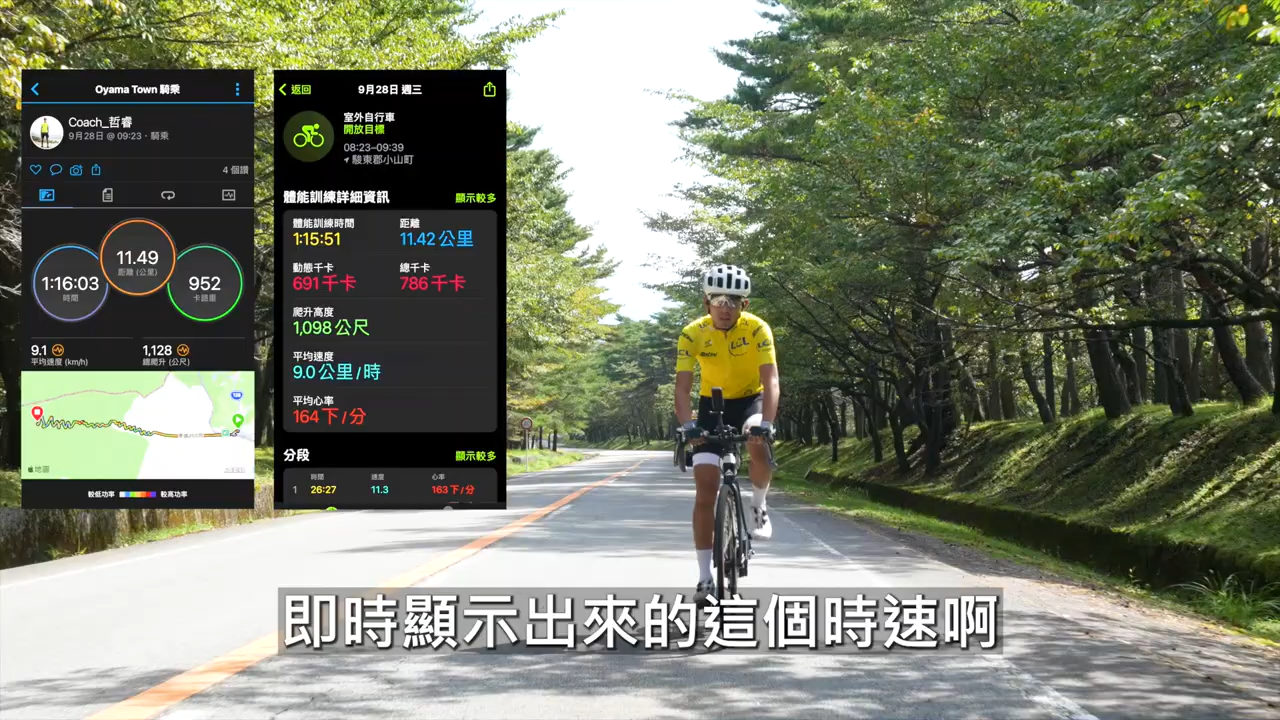 Oyama Town 騎乘
Coach_哲睿
9月28日 @ 09:23 · 騎乘
4 個讚
11.49
距離 (公里)
1:16:03
時間
952
卡路里
9.1
平均速度 (km/h)
1,128
總爬升 (公尺)
地圖
較低功率
較高功率
返回
9月28日 週三
室外自行車
開放目標
08:23–09:39
駿東郡小山町
體能訓練詳細資訊
顯示較多
體能訓練時間
距離
1:15:51
11.42 公里
動態千卡
總千卡
691 千卡
786 千卡
爬升高度
1,098 公尺
平均速度
9.0 公里/時
平均心率
164 下/分
分段
顯示較多
時間
速度
心率
1
26:27
11.3
163 下/分
LCL
即時顯示出來的這個時速啊